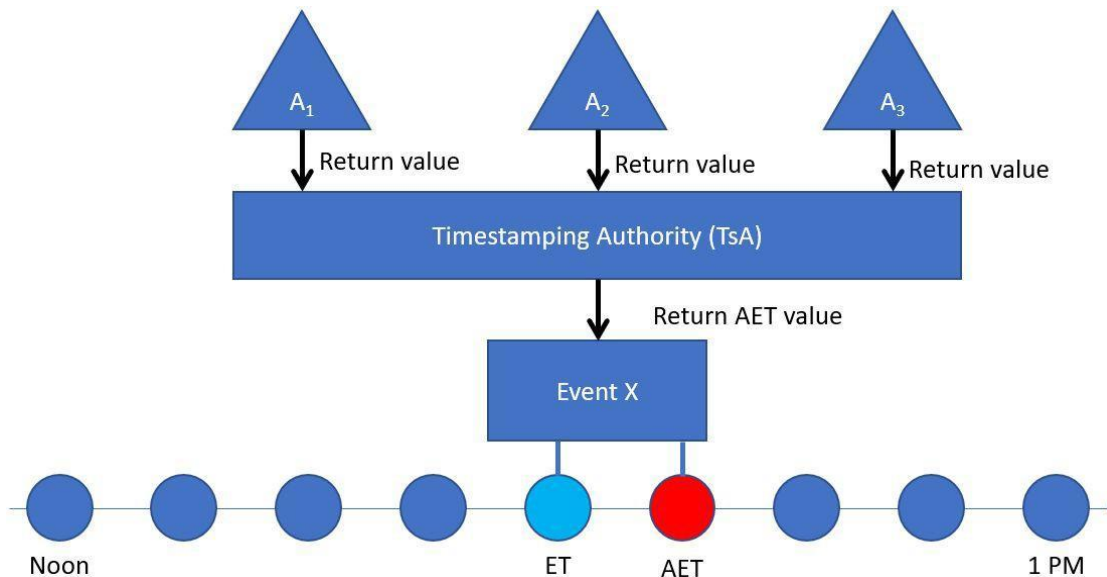 A₁
A₂
A₃
Return value
Return value
Return value
Timestamping Authority (TsA)
Return AET value
Event X
Noon
ET
AET
1 PM